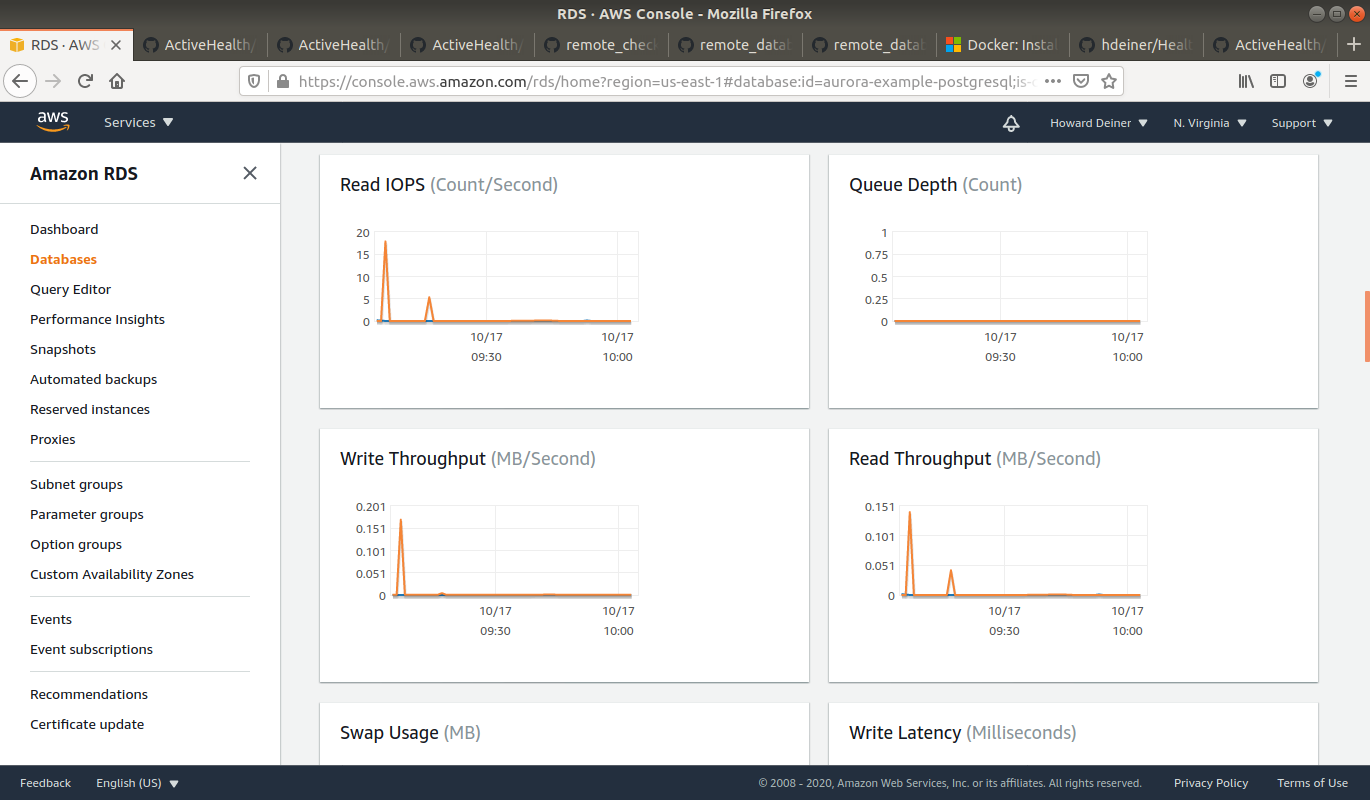 RDS · AWS Console - Mozilla Firefox
RDS · AWS
ActiveHealth/
ActiveHealth/
ActiveHealth/
remote_check
remote_datab
remote_datab
Docker: Instal
hdeiner/Healt
ActiveHealth/
https://console.aws.amazon.com/rds/home?region=us-east-1#database:id=aurora-example-postgresql;is-c
aws
Services
Howard Deiner
N. Virginia
Support
Amazon RDS
Dashboard
Databases
Query Editor
Performance Insights
Snapshots
Automated backups
Reserved instances
Proxies
Subnet groups
Parameter groups
Option groups
Custom Availability Zones
Events
Event subscriptions
Recommendations
Certificate update
Read IOPS (Count/Second)
20
15
10
5
0
10/17
09:30
10/17
10:00
Queue Depth (Count)
1
0.75
0.5
0.25
0
10/17
09:30
10/17
10:00
Write Throughput (MB/Second)
0.201
0.151
0.101
0.051
0
10/17
09:30
10/17
10:00
Read Throughput (MB/Second)
0.151
0.101
0.051
0
10/17
09:30
10/17
10:00
Swap Usage (MB)
Write Latency (Milliseconds)
Feedback
English (US)
© 2008 - 2020, Amazon Web Services, Inc. or its affiliates. All rights reserved.
Privacy Policy
Terms of Use